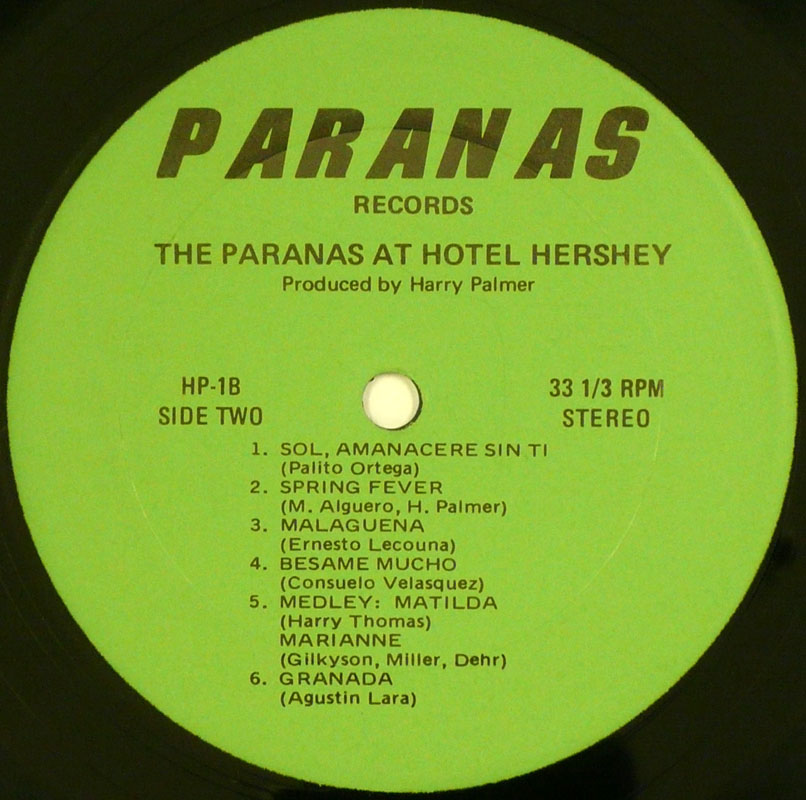 PARANAS
RECORDS
THE PARANAS AT HOTEL HERSHEY
Produced by Harry Palmer
HP-1B
SIDE TWO
33 1/3 RPM
STEREO
1. SOL, AMANACERE SIN TI
(Palito Ortega)
2. SPRING FEVER
(M. Alguero, H. Palmer)
3. MALAGUENA
(Ernesto Lecouna)
4. BESAME MUCHO
(Consuelo Velasquez)
5. MEDLEY: MATILDA
(Harry Thomas)
MARIANNE
(Gilkyson, Miller, Dehr)
6. GRANADA
(Agustin Lara)